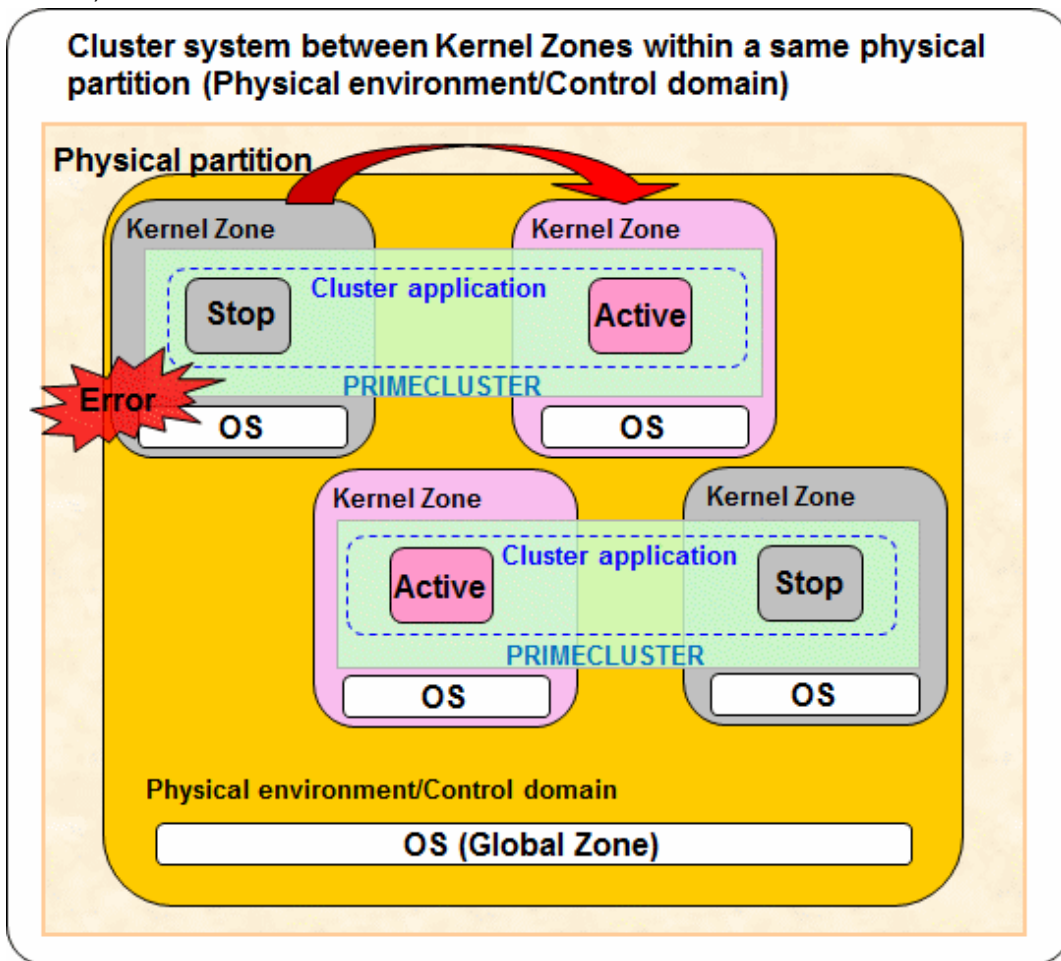 Cluster system between Kernel Zones within a same physical
partition (Physical environment/Control domain)
Physical partition
Kernel Zone
Kernel Zone
Cluster application
Stop
Active
PRIMECLUSTER
Error
OS
OS
Kernel Zone
Kernel Zone
Cluster application
Active
Stop
PRIMECLUSTER
OS
OS
Physical environment/Control domain
OS (Global Zone)